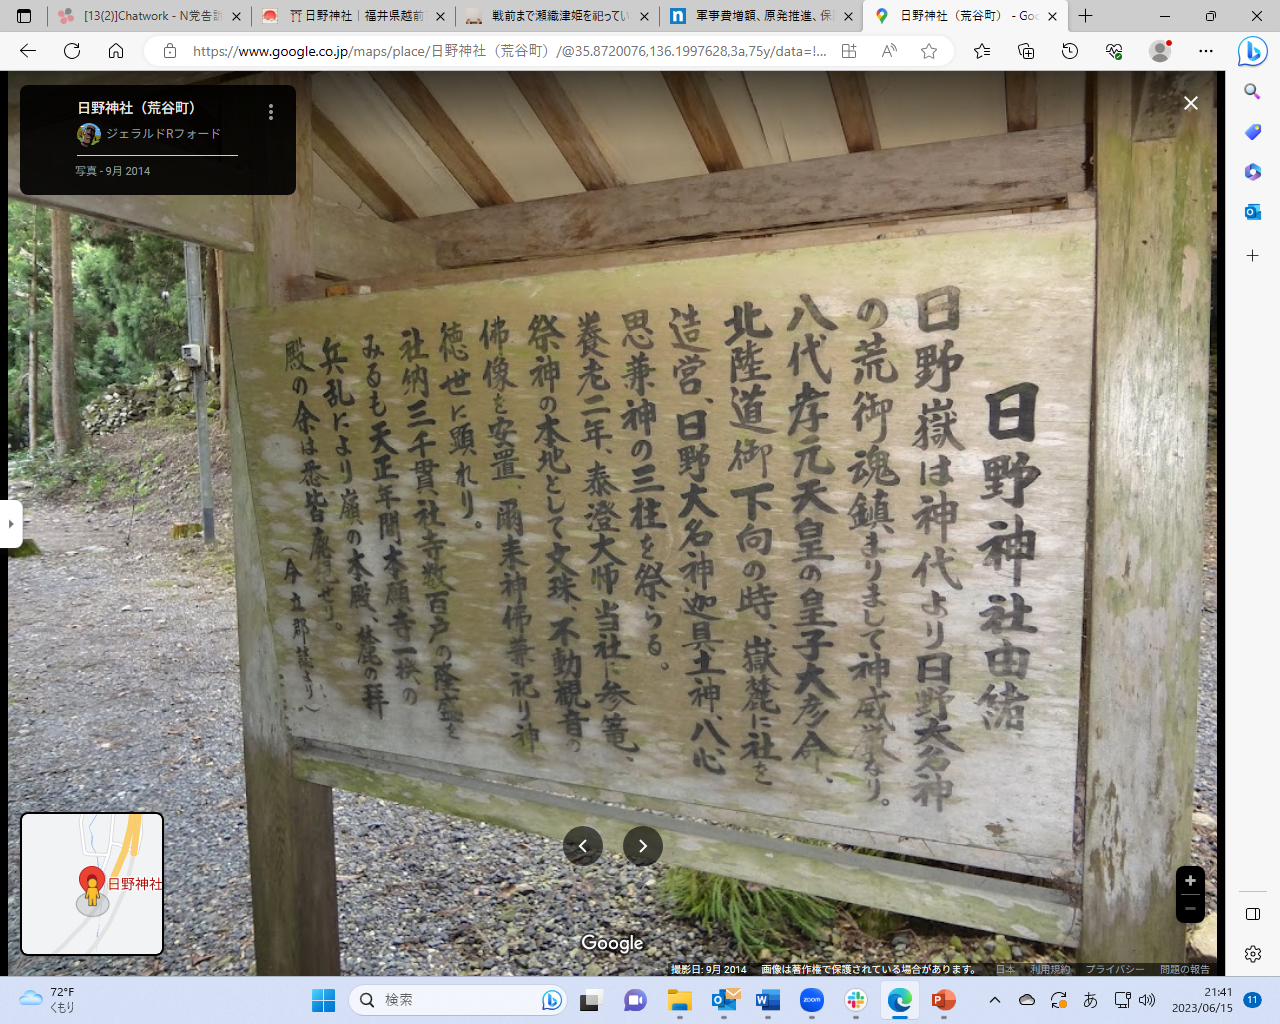 [13(2)]Chatwork - N党告訴
日野神社｜福井県越前
戦前まで瀬織津姫を祀ってい
軍事費増額、原発推進、保
日野神社（荒谷町） - Goo
https://www.google.co.jp/maps/place/日野神社（荒谷町）/@35.8720076,136.1997628,3a,75y/data=!...
日野神社（荒谷町）
ジェラルドRフォード
写真 - 9月 2014
日野神社由緒
日野嶽は神代より日野大名神
の荒御魂鎮まりまして神威厳なり。
八代孝元天皇の皇子大彦命、
北陸道御下向の時、嶽麓に社を
造営、日野大名神迦具土神、八心
思兼神の三柱を祭らる。
養老二年、泰澄大师当社に参篭、
祭神の本地として文珠、不動観音の
佛像を安置、爾来神佛兼祀り神
徳世に顕れり。
社納三千貫社寺数百戸の隆盛を
みるも天正年間本願寺一揆の
兵乱により嶺の本殿、麓の拝
殿の余は悉皆廃せり。
（今立郡誌より）
日野神社
Google
撮影日: 9月 2014
画像は著作権で保護されている場合があります。
日本
利用規約
プライバシー
問題の報告
72°F
くもり
検索
zoom
あ
21:41
2023/06/15
11